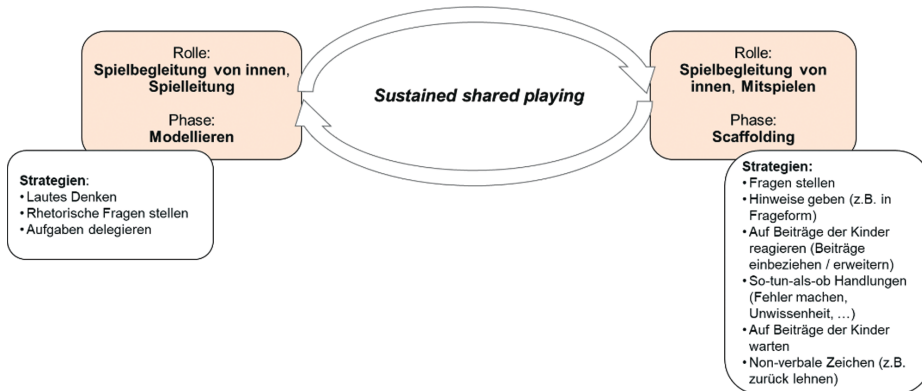 Rolle:
Spielbegleitung von innen,
Spielleitung
Phase:
Modellieren
Strategien:
• Lautes Denken
• Rhetorische Fragen stellen
• Aufgaben delegieren
Sustained shared playing
Rolle:
Spielbegleitung von
innen, Mitspielen
Phase:
Scaffolding
Strategien:
• Fragen stellen
• Hinweise geben (z.B. in
Frageform)
• Auf Beiträge der Kinder
reagieren (Beiträge
einbeziehen / erweitern)
• So-tun-als-ob Handlungen
(Fehler machen,
Unwissenheit, …)
• Auf Beiträge der Kinder
warten
• Non-verbale Zeichen (z.B.
zurück lehnen)